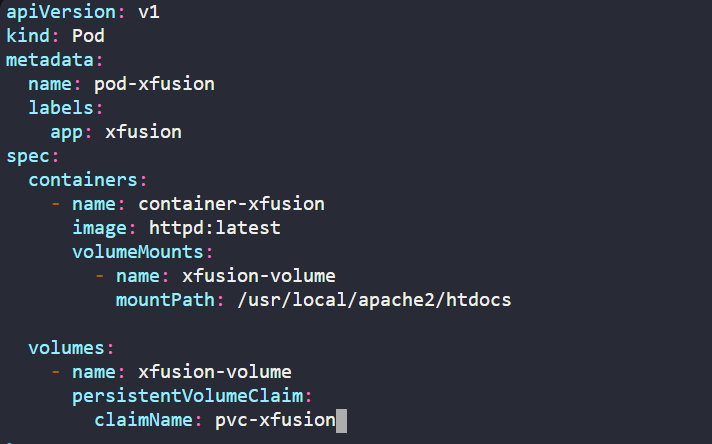 apiVersion: v1
kind: Pod
metadata:
  name: pod-xfusion
  labels:
    app: xfusion
spec:
  containers:
    - name: container-xfusion
      image: httpd:latest
      volumeMounts:
        - name: xfusion-volume
          mountPath: /usr/local/apache2/htdocs

  volumes:
    - name: xfusion-volume
      persistentVolumeClaim:
        claimName: pvc-xfusion